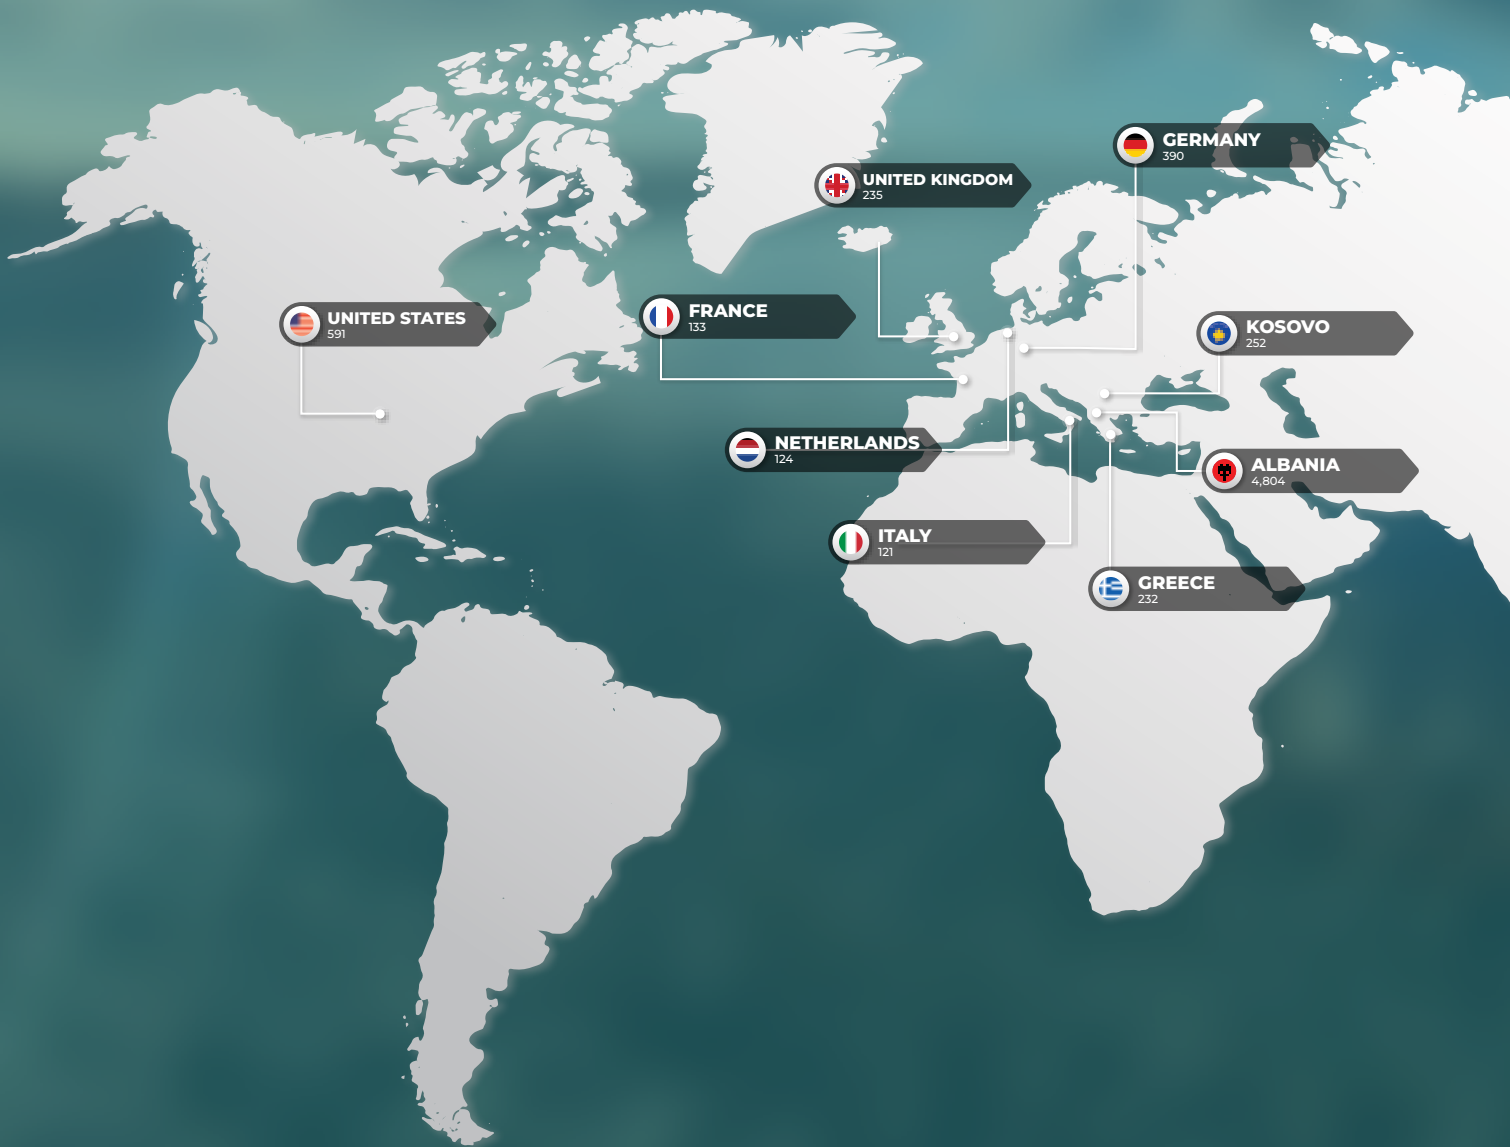 GERMANY
390
UNITED KINGDOM
235
FRANCE
133
UNITED STATES
591
KOSOVO
252
NETHERLANDS
124
ALBANIA
4,804
ITALY
121
GREECE
232